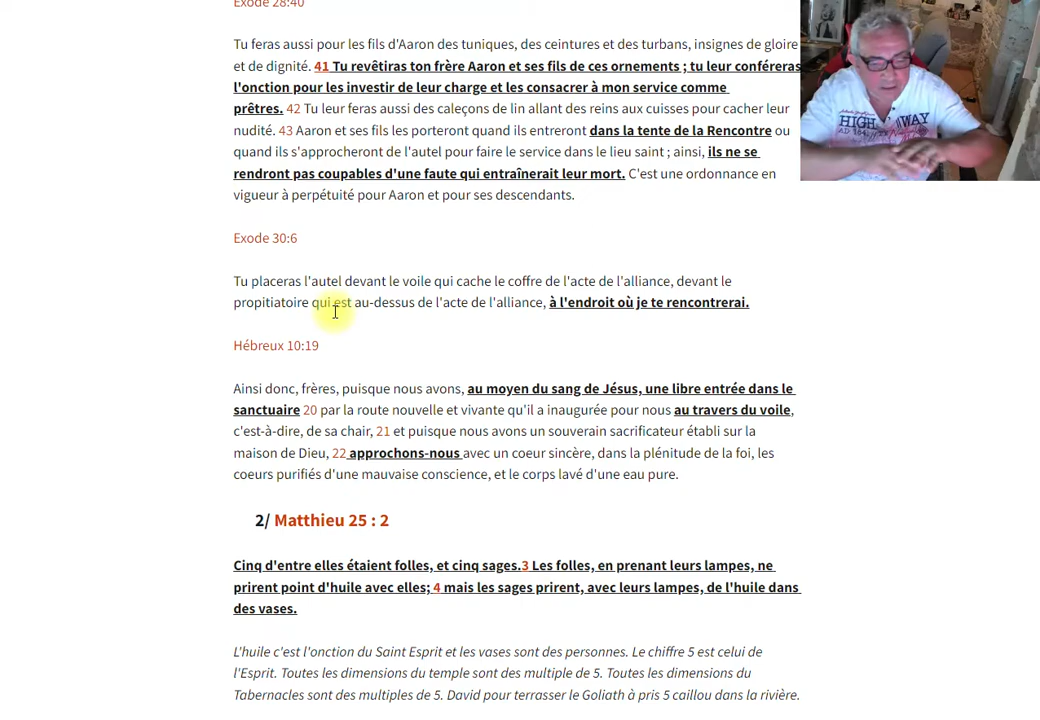 Exode 28:40
Tu feras aussi pour les fils d'Aaron des tuniques, des ceintures et des turbans, insignes de gloire
et de dignité. 41 Tu revêtiras ton frère Aaron et ses fils de ces ornements ; tu leur conféreras
l'onction pour les investir de leur charge et les consacrer à mon service comme
prêtres. 42 Tu leur feras aussi des caleçons de lin allant des reins aux cuisses pour cacher leur
nudité. 43 Aaron et ses fils les porteront quand ils entreront dans la tente de la Rencontre ou
quand ils s'approcheront de l'autel pour faire le service dans le lieu saint ; ainsi, ils ne se
rendront pas coupables d'une faute qui entraînerait leur mort. C'est une ordonnance en
vigueur à perpétuité pour Aaron et pour ses descendants.
Exode 30:6
Tu placeras l'autel devant le voile qui cache le coffre de l'acte de l'alliance, devant le
propitiatoire qui est au-dessus de l'acte de l'alliance, à l'endroit où je te rencontrerai.
Hébreux 10:19
Ainsi donc, frères, puisque nous avons, au moyen du sang de Jésus, une libre entrée dans le
sanctuaire 20 par la route nouvelle et vivante qu'il a inaugurée pour nous au travers du voile,
c'est-à-dire, de sa chair, 21 et puisque nous avons un souverain sacrificateur établi sur la
maison de Dieu, 22 approchons-nous avec un coeur sincère, dans la plénitude de la foi, les
coeurs purifiés d'une mauvaise conscience, et le corps lavé d'une eau pure.
2/ Matthieu 25 : 2
Cinq d'entre elles étaient folles, et cinq sages.3 Les folles, en prenant leurs lampes, ne
prirent point d'huile avec elles; 4 mais les sages prirent, avec leurs lampes, de l'huile dans
des vases.
L'huile c'est l'onction du Saint Esprit et les vases sont des personnes. Le chiffre 5 est celui de
l'Esprit. Toutes les dimensions du temple sont des multiple de 5. Toutes les dimensions du
Tabernacles sont des multiples de 5. David pour terrasser le Goliath à pris 5 caillou dans la rivière.
HIGH WAY